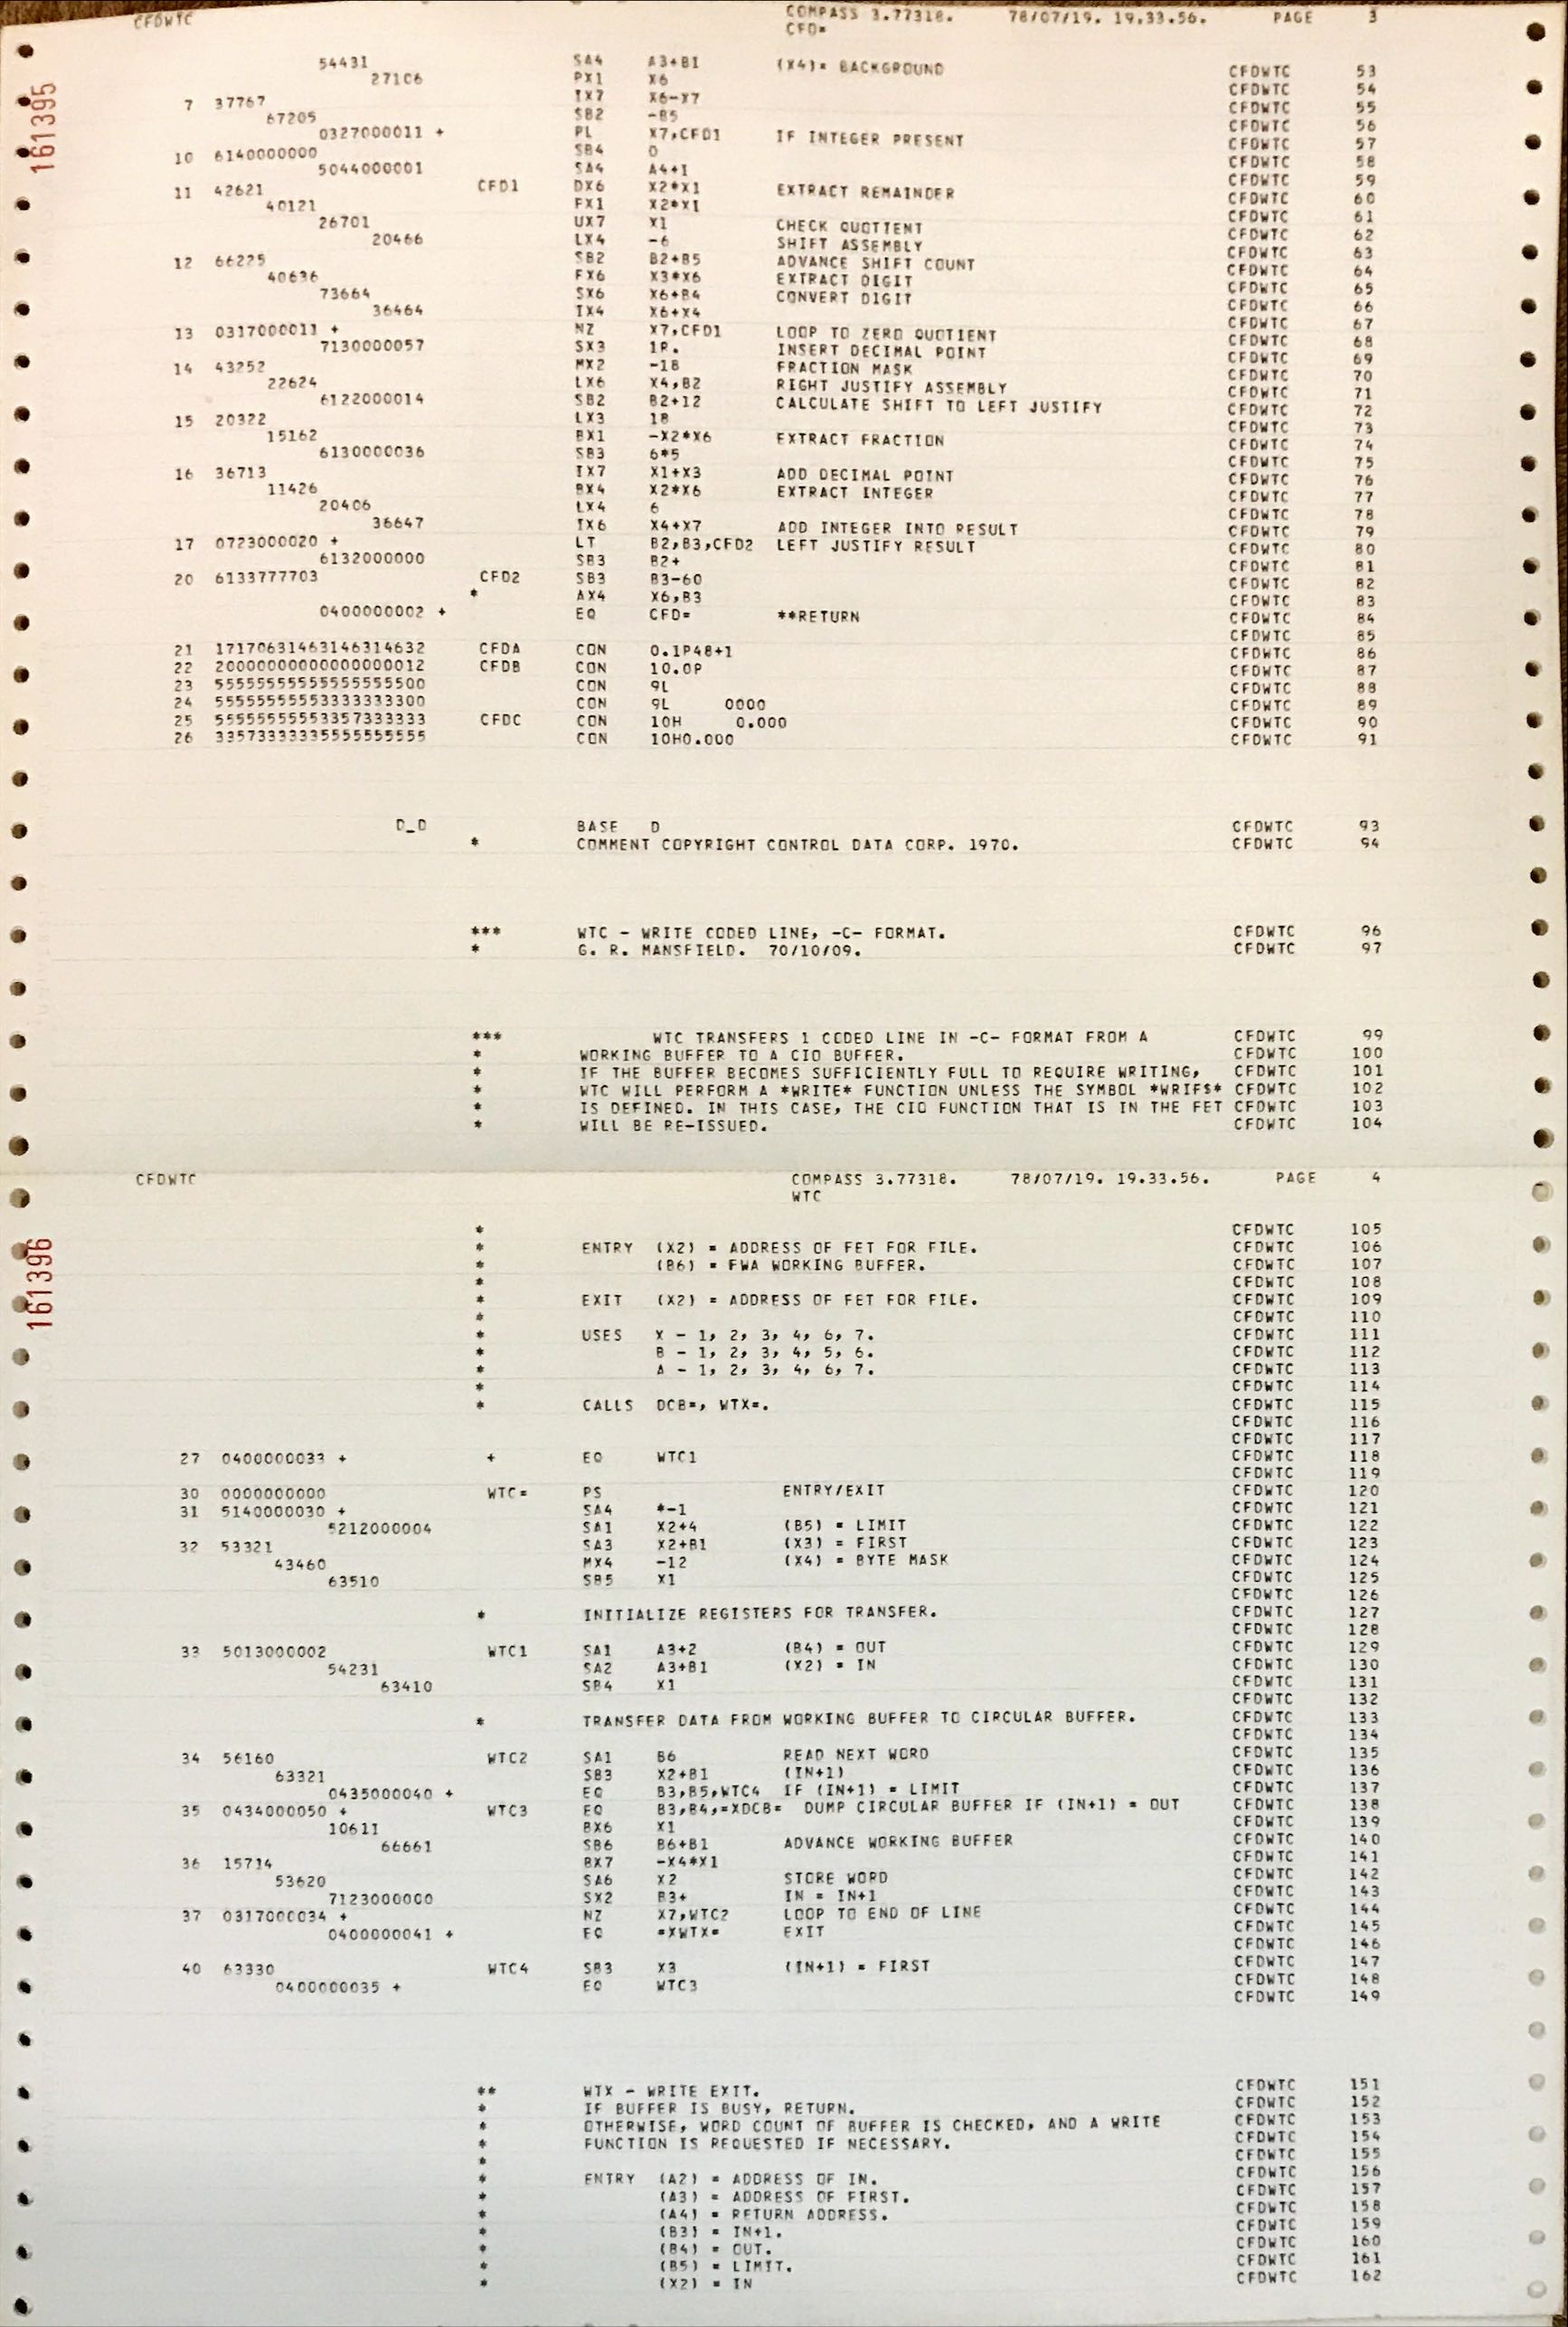 CFDWTC COMPASS 3.77318. 78/07/19. 19.33.56. PAGE 3
CFD=
161395
54431 SA4 A3+B1 (X4)= BACKGROUND CFDWTC 53
27106 PX1 X6 CFDWTC 54
7 37767 IX7 X6-X7 CFDWTC 55
67205 SB2 -B5 CFDWTC 56
0327000011 + PL X7,CFD1 IF INTEGER PRESENT CFDWTC 57
10 6140000000 SB4 0 CFDWTC 58
5044000001 SA4 A4+1 CFDWTC 59
11 42621 CFD1 DX6 X2*X1 EXTRACT REMAINDER CFDWTC 60
40121 FX1 X2*X1 CFDWTC 61
26701 UX7 X1 CHECK QUOTIENT CFDWTC 62
20466 LX4 -6 SHIFT ASSEMBLY CFDWTC 63
12 66225 SB2 B2+B5 ADVANCE SHIFT COUNT CFDWTC 64
40636 FX6 X3*X6 EXTRACT DIGIT CFDWTC 65
73664 SX6 X6+B4 CONVERT DIGIT CFDWTC 66
36464 IX4 X6+X4 CFDWTC 67
13 0317000011 + NZ X7,CFD1 LOOP TO ZERO QUOTIENT CFDWTC 68
7130000057 SX3 1R. INSERT DECIMAL POINT CFDWTC 69
14 43252 MX2 -18 FRACTION MASK CFDWTC 70
22624 LX6 X4,B2 RIGHT JUSTIFY ASSEMBLY CFDWTC 71
6122000014 SB2 B2+12 CALCULATE SHIFT TO LEFT JUSTIFY CFDWTC 72
15 20322 LX3 18 CFDWTC 73
15162 BX1 -X2*X6 EXTRACT FRACTION CFDWTC 74
6130000036 SB3 6*5 CFDWTC 75
16 36713 IX7 X1+X3 ADD DECIMAL POINT CFDWTC 76
11426 BX4 X2*X6 EXTRACT INTEGER CFDWTC 77
20406 LX4 6 CFDWTC 78
36647 IX6 X4+X7 ADD INTEGER INTO RESULT CFDWTC 79
17 0723000020 + LT B2,B3,CFD2 LEFT JUSTIFY RESULT CFDWTC 80
6132000000 SB3 B2+ CFDWTC 81
20 6133777703 CFD2 SB3 B3-60 CFDWTC 82
* AX4 X6,B3 CFDWTC 83
0400000002 + EQ CFD= **RETURN CFDWTC 84
CFDWTC 85
21 17170631463146314632 CFDA CON 0.1P48+1 CFDWTC 86
22 20000000000000000012 CFDB CON 10.0P CFDWTC 87
23 55555555555555555500 CON 9L CFDWTC 88
24 55555555553333333300 CON 9L 0000 CFDWTC 89
25 55555555553357333333 CFDC CON 10H 0.000 CFDWTC 90
26 33573333335555555555 CON 10H0.000 CFDWTC 91
D_D BASE D CFDWTC 93
* COMMENT COPYRIGHT CONTROL DATA CORP. 1970. CFDWTC 94
*** WTC - WRITE CODED LINE, -C- FORMAT. CFDWTC 96
* G. R. MANSFIELD. 70/10/09. CFDWTC 97
*** WTC TRANSFERS 1 CODED LINE IN -C- FORMAT FROM A CFDWTC 99
* WORKING BUFFER TO A CIO BUFFER. CFDWTC 100
* IF THE BUFFER BECOMES SUFFICIENTLY FULL TO REQUIRE WRITING, CFDWTC 101
* WTC WILL PERFORM A *WRITE* FUNCTION UNLESS THE SYMBOL *WRIF$* CFDWTC 102
* IS DEFINED. IN THIS CASE, THE CIO FUNCTION THAT IS IN THE FET CFDWTC 103
* WILL BE RE-ISSUED. CFDWTC 104
CFDWTC COMPASS 3.77318. 78/07/19. 19.33.56. PAGE 4
WTC
161396
* CFDWTC 105
* ENTRY (X2) = ADDRESS OF FET FOR FILE. CFDWTC 106
* (B6) = FWA WORKING BUFFER. CFDWTC 107
* CFDWTC 108
* EXIT (X2) = ADDRESS OF FET FOR FILE. CFDWTC 109
* CFDWTC 110
* USES X - 1, 2, 3, 4, 6, 7. CFDWTC 111
* B - 1, 2, 3, 4, 5, 6. CFDWTC 112
* A - 1, 2, 3, 4, 6, 7. CFDWTC 113
* CFDWTC 114
* CALLS DCB=, WTX=. CFDWTC 115
CFDWTC 116
CFDWTC 117
27 0400000033 + + EQ WTC1 CFDWTC 118
CFDWTC 119
30 0000000000 WTC= PS ENTRY/EXIT CFDWTC 120
31 5140000030 + SA4 *-1 CFDWTC 121
5212000004 SA1 X2+4 (B5) = LIMIT CFDWTC 122
32 53321 SA3 X2+B1 (X3) = FIRST CFDWTC 123
43460 MX4 -12 (X4) = BYTE MASK CFDWTC 124
63510 SB5 X1 CFDWTC 125
CFDWTC 126
* INITIALIZE REGISTERS FOR TRANSFER. CFDWTC 127
CFDWTC 128
33 5013000002 WTC1 SA1 A3+2 (B4) = OUT CFDWTC 129
54231 SA2 A3+B1 (X2) = IN CFDWTC 130
63410 SB4 X1 CFDWTC 131
CFDWTC 132
* TRANSFER DATA FROM WORKING BUFFER TO CIRCULAR BUFFER. CFDWTC 133
CFDWTC 134
34 56160 WTC2 SA1 B6 READ NEXT WORD CFDWTC 135
63321 SB3 X2+B1 (IN+1) CFDWTC 136
0435000040 + EQ B3,B5,WTC4 IF (IN+1) = LIMIT CFDWTC 137
35 0434000050 + WTC3 EQ B3,B4,=XDCB= DUMP CIRCULAR BUFFER IF (IN+1) = OUT CFDWTC 138
10611 BX6 X1 CFDWTC 139
66661 SB6 B6+B1 ADVANCE WORKING BUFFER CFDWTC 140
36 15714 BX7 -X4*X1 CFDWTC 141
53620 SA6 X2 STORE WORD CFDWTC 142
7123000000 SX2 B3+ IN = IN+1 CFDWTC 143
37 0317000034 + NZ X7,WTC2 LOOP TO END OF LINE CFDWTC 144
0400000041 + EQ =XWTX= EXIT CFDWTC 145
CFDWTC 146
40 63330 WTC4 SB3 X3 (IN+1) = FIRST CFDWTC 147
0400000035 + EQ WTC3 CFDWTC 148
CFDWTC 149
** WTX - WRITE EXIT. CFDWTC 151
* IF BUFFER IS BUSY, RETURN. CFDWTC 152
* OTHERWISE, WORD COUNT OF BUFFER IS CHECKED, AND A WRITE CFDWTC 153
* FUNCTION IS REQUESTED IF NECESSARY. CFDWTC 154
* CFDWTC 155
* ENTRY (A2) = ADDRESS OF IN. CFDWTC 156
* (A3) = ADDRESS OF FIRST. CFDWTC 157
* (A4) = RETURN ADDRESS. CFDWTC 158
* (B3) = IN+1. CFDWTC 159
* (B4) = OUT. CFDWTC 160
* (B5) = LIMIT. CFDWTC 161
* (X2) = IN CFDWTC 162